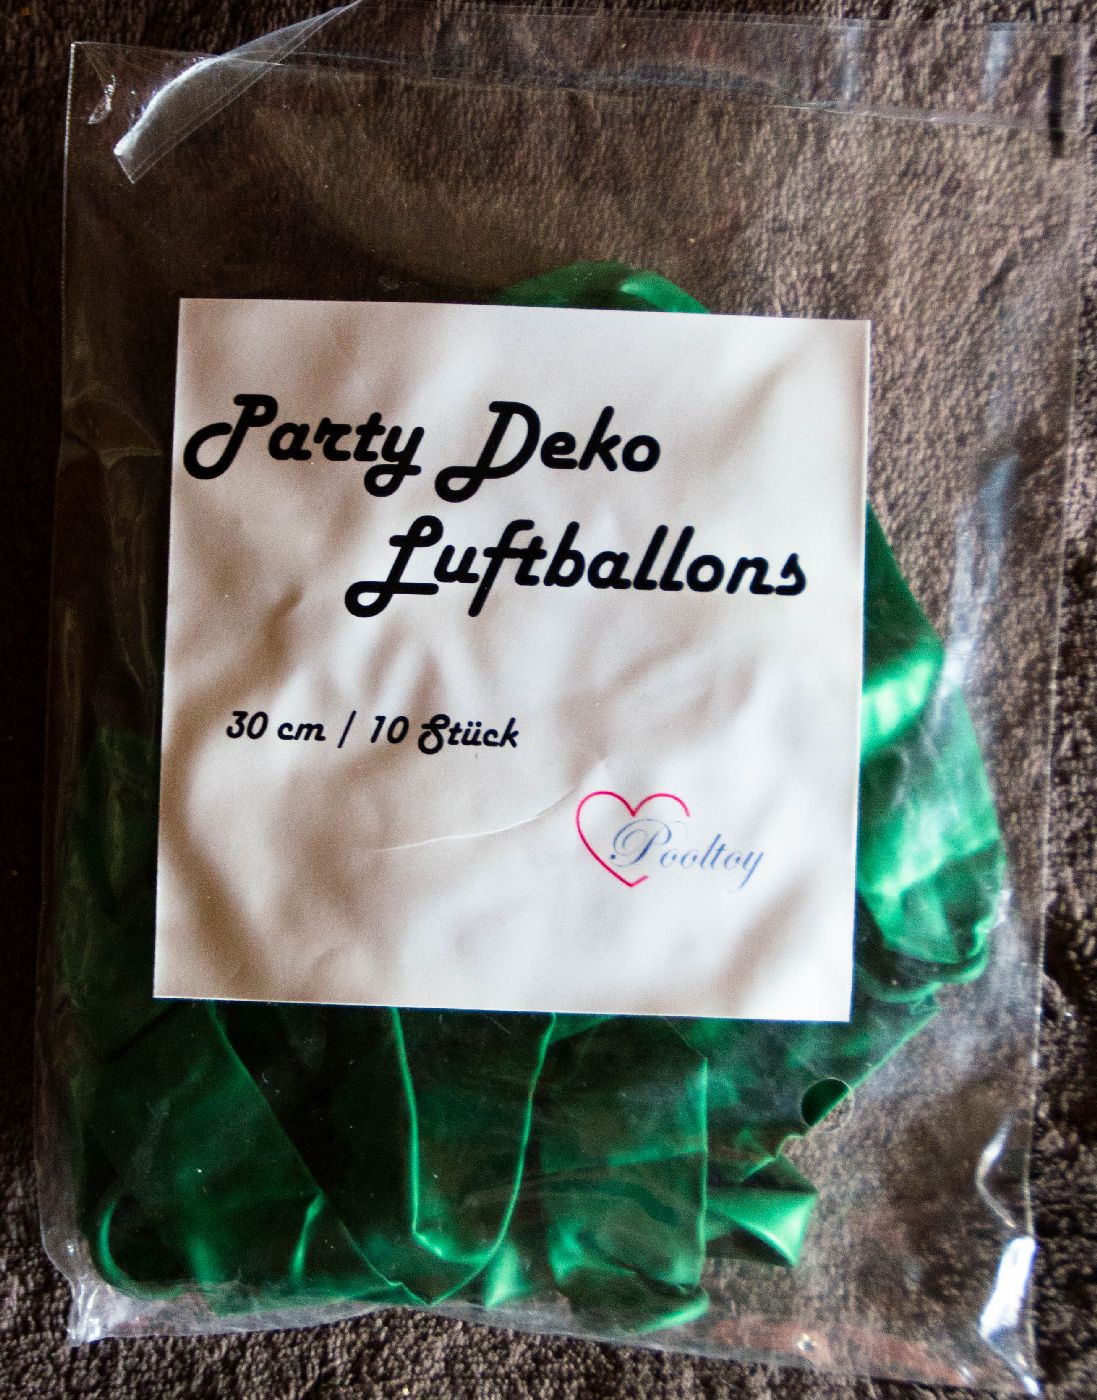 Party Deko
Luftballons
30 cm / 10 Stück
Pooltoy